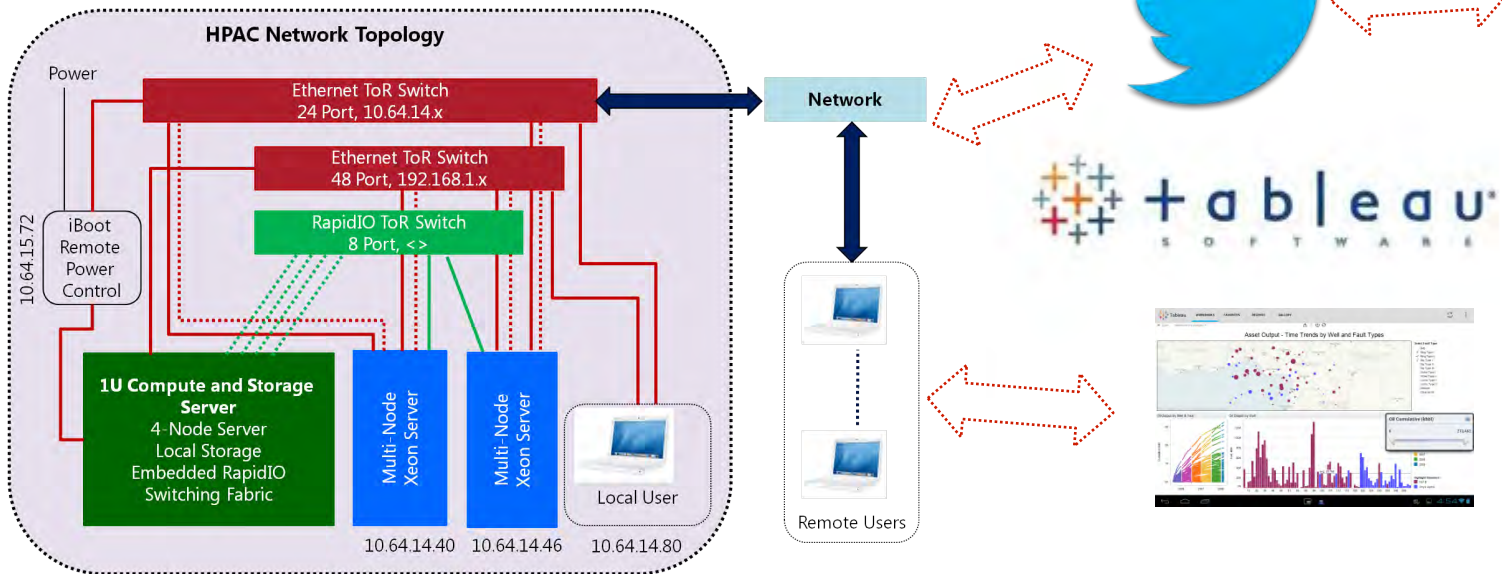 HPAC Network Topology
Power
Ethernet ToR Switch
24 Port, 10.64.14.x
Ethernet ToR Switch
48 Port, 192.168.1.x
RapidIO ToR Switch
8 Port, <>
10.64.15.72
iBoot
Remote
Power
Control
1U Compute and Storage
Server
4-Node Server
Local Storage
Embedded RapidIO
Switching Fabric
Multi-Node
Xeon Server
Multi-Node
Xeon Server
Local User
10.64.14.40
10.64.14.46
10.64.14.80
Network
Remote Users
+ableau
SOFTWARE
Tableau
Asset Output - Time Trends by Well and Fault Types
4:54